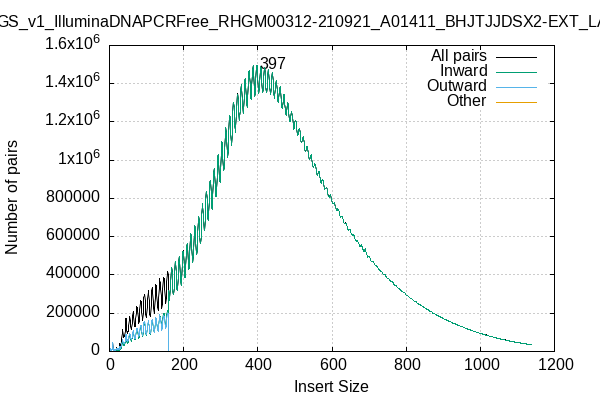 GS_v1_IlluminaDNAPCRFree_RHGM00312-210921_A01411_BHJTJJDSX2-EXT_LA
1.6x10^6
1.4x10^6
1.2x10^6
1x10^6
800000
600000
400000
200000
0
Number of pairs
397
All pairs
Inward
Outward
Other
0 200 400 600 800 1000 1200
Insert Size